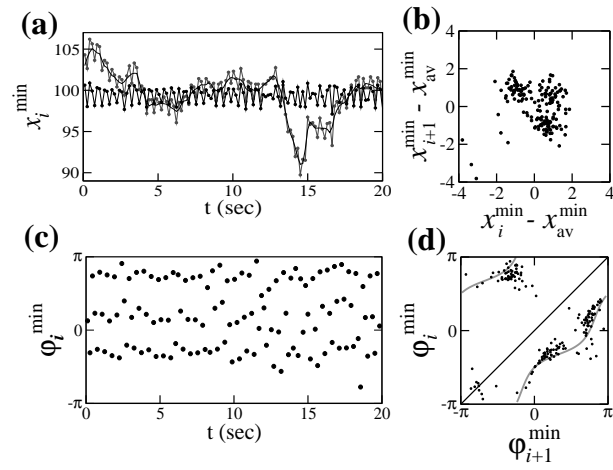 (a)
105
100
95
90
x_i^min
0 5 10 15 20
t (sec)
(b)
4
2
0
-2
-4
x_{i+1}^min - x_av^min
-4 -2 0 2 4
x_i^min - x_av^min
(c)
π
0
-π
φ_i^min
0 5 10 15 20
t (sec)
(d)
π
0
-π
φ_i^min
-π 0 π
φ_{i+1}^min